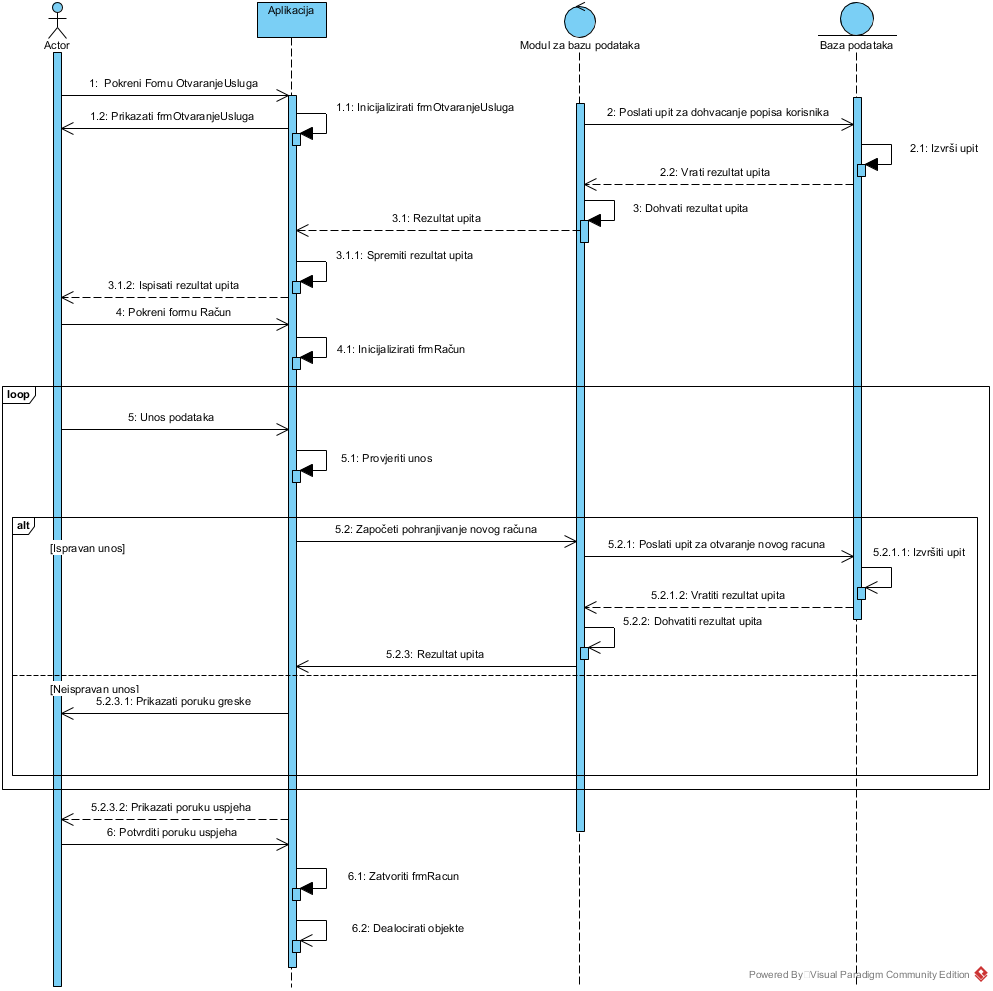 Aplikacija
Actor
Modul za bazu podataka
Baza podataka
1: Pokreni Fomu OtvaranjeUsluga
1.1: Inicijalizirati frmOtvaranjeUsluga
1.2: Prikazati frmOtvaranjeUsluga
2: Poslati upit za dohvacanje popisa korisnika
2.1: Izvrši upit
2.2: Vrati rezultat upita
3: Dohvati rezultat upita
3.1: Rezultat upita
3.1.1: Spremiti rezultat upita
3.1.2: Ispisati rezultat upita
4: Pokreni formu Račun
4.1: Inicijalizirati frmRačun
loop
5: Unos podataka
5.1: Provjeriti unos
alt
5.2: Započeti pohranjivanje novog računa
[Ispravan unos]
5.2.1: Poslati upit za otvaranje novog racuna
5.2.1.1: Izvršiti upit
5.2.1.2: Vratiti rezultat upita
5.2.2: Dohvatiti rezultat upita
5.2.3: Rezultat upita
[Neispravan unos]
5.2.3.1: Prikazati poruku greske
5.2.3.2: Prikazati poruku uspjeha
6: Potvrditi poruku uspjeha
6.1: Zatvoriti frmRacun
6.2: Dealocirati objekte
Powered By Visual Paradigm Community Edition